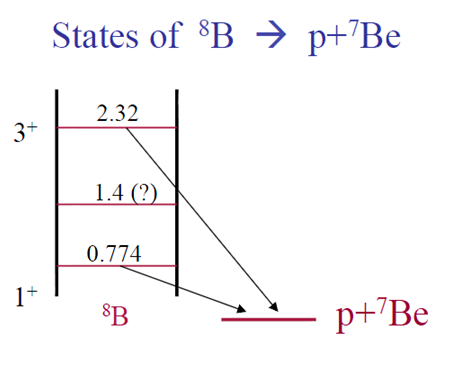 States of ⁸B → p+⁷Be
2.32
3⁺
1.4 (?)
0.774
1⁺
⁸B
p+⁷Be